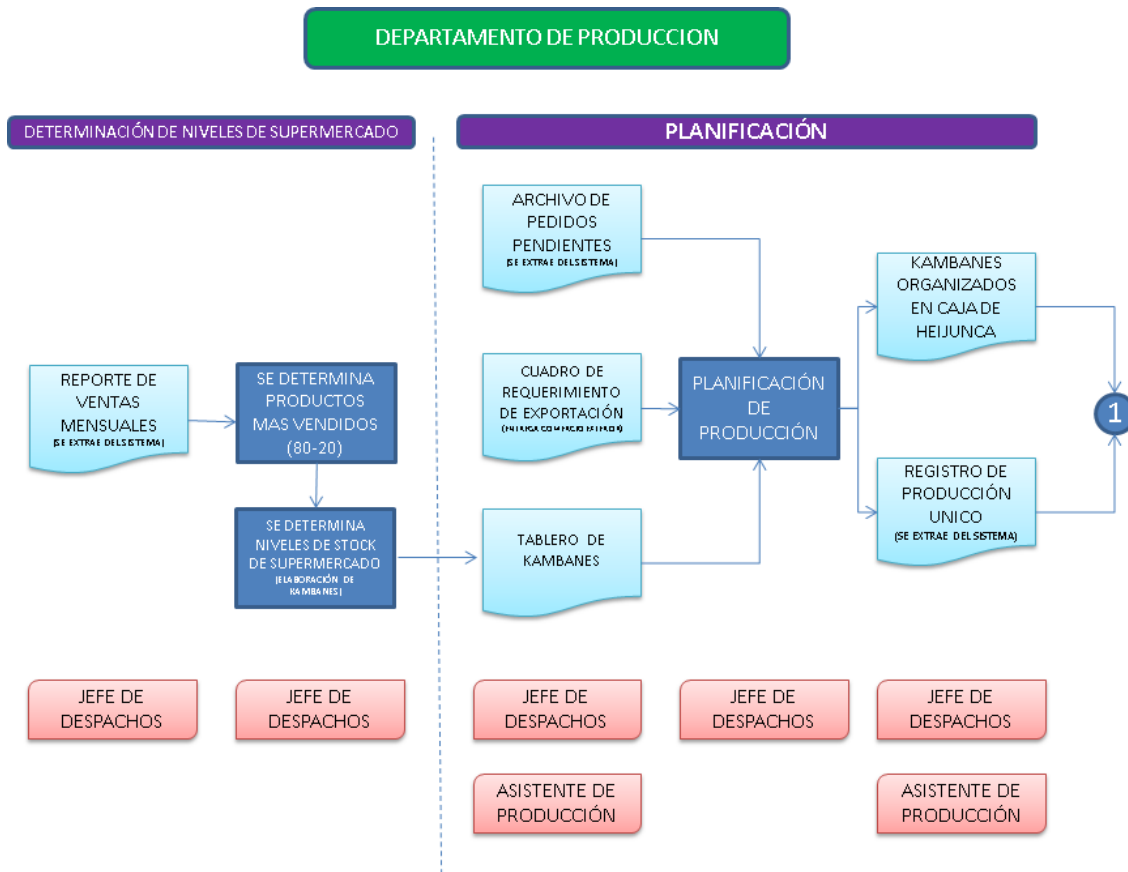 DEPARTAMENTO DE PRODUCCION
DETERMINACIÓN DE NIVELES DE SUPERMERCADO
PLANIFICACIÓN
REPORTE DE
VENTAS
MENSUALES
(SE EXTRAE DEL SISTEMA)
SE DETERMINA
PRODUCTOS
MAS VENDIDOS
(80-20)
SE DETERMINA
NIVELES DE STOCK
DE SUPERMERCADO
(ELABORACIÓN DE
KAMBANES)
ARCHIVO DE
PEDIDOS
PENDIENTES
(SE EXTRAE DEL SISTEMA)
CUADRO DE
REQUERIMIENTO
DE EXPORTACIÓN
TABLERO DE
KAMBANES
PLANIFICACIÓN
DE
PRODUCCIÓN
KAMBANES
ORGANIZADOS
EN CAJA DE
HEIJUNCA
REGISTRO DE
PRODUCCIÓN
UNICO
(SE EXTRAE DEL SISTEMA)
1
JEFE DE
DESPACHOS
JEFE DE
DESPACHOS
JEFE DE
DESPACHOS
JEFE DE
DESPACHOS
JEFE DE
DESPACHOS
ASISTENTE DE
PRODUCCIÓN
ASISTENTE DE
PRODUCCIÓN